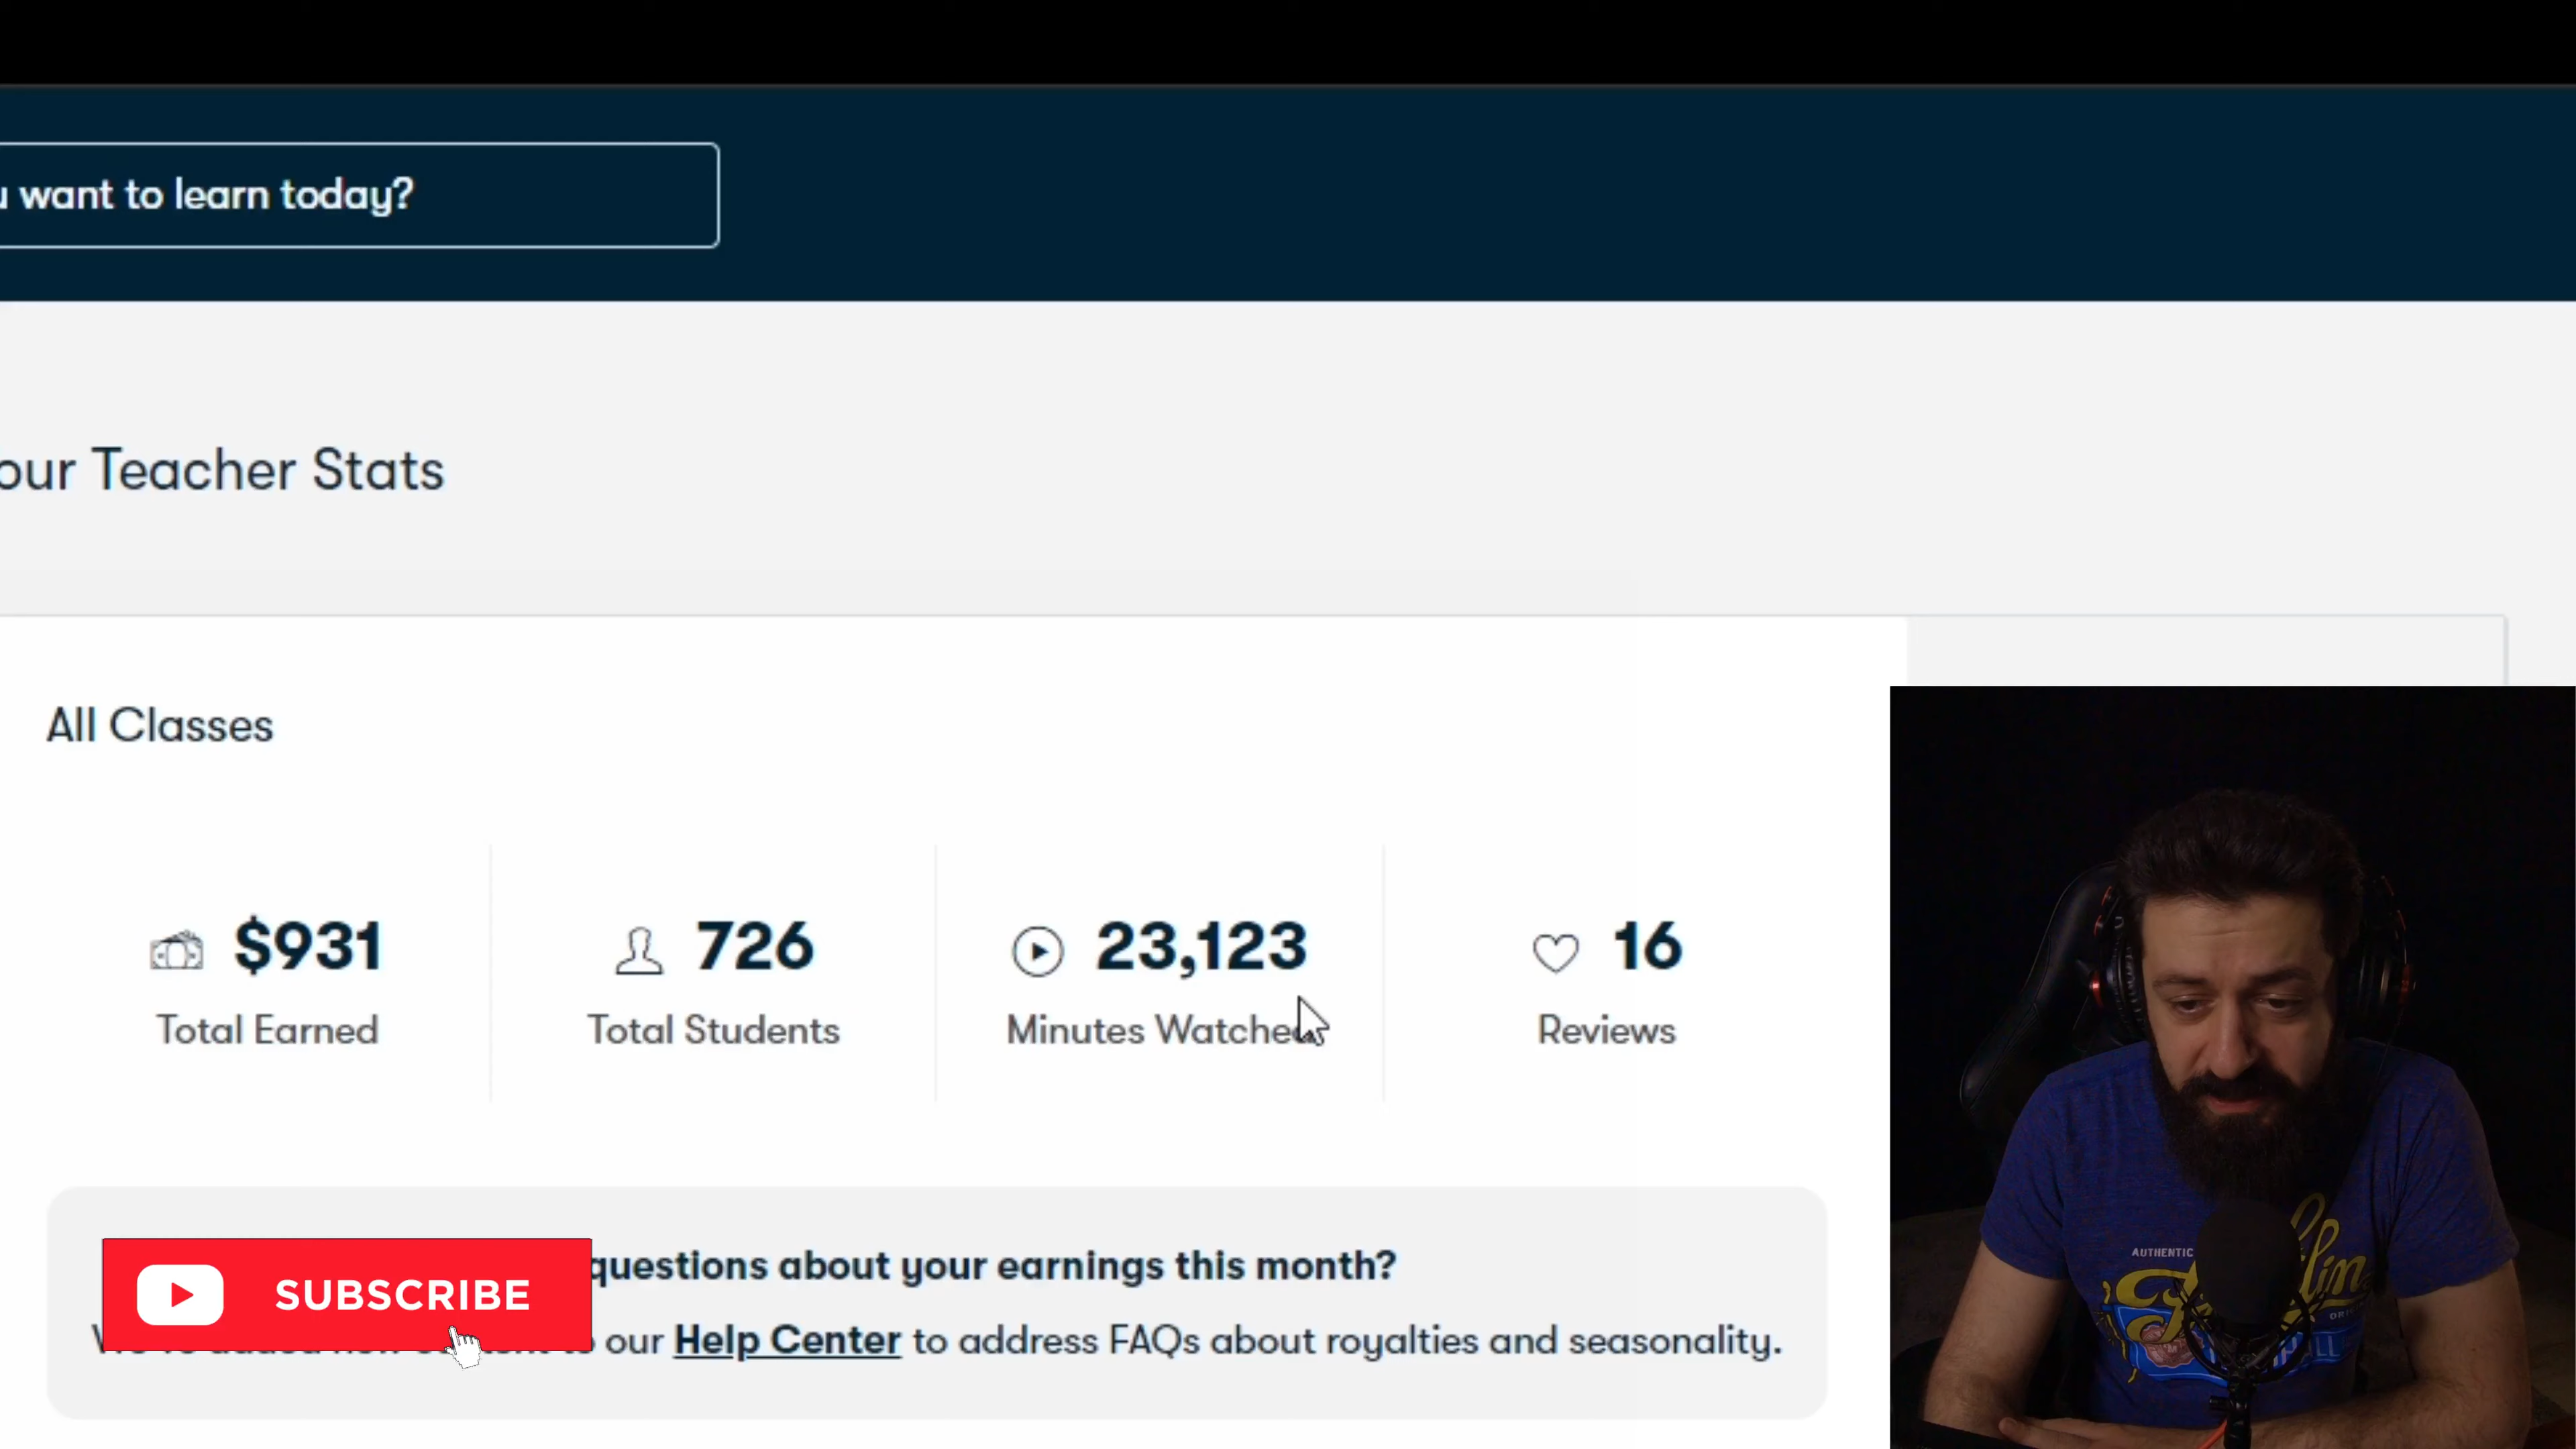 u want to learn today?
our Teacher Stats
All Classes
$931
Total Earned
726
Total Students
23,123
Minutes Watched
16
Reviews
questions about your earnings this month?
our Help Center to address FAQs about royalties and seasonality.
SUBSCRIBE
AUTHENTIC